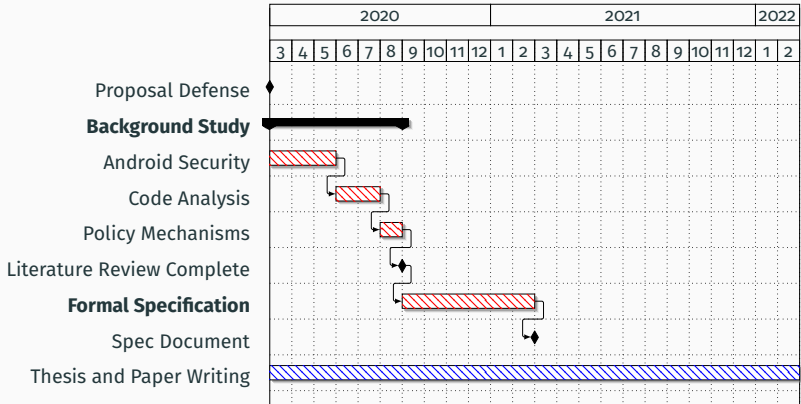 2020 2021 2022
3 4 5 6 7 8 9 10 11 12 1 2 3 4 5 6 7 8 9 10 11 12 1 2
Proposal Defense
Background Study
Android Security
Code Analysis
Policy Mechanisms
Literature Review Complete
Formal Specification
Spec Document
Thesis and Paper Writing